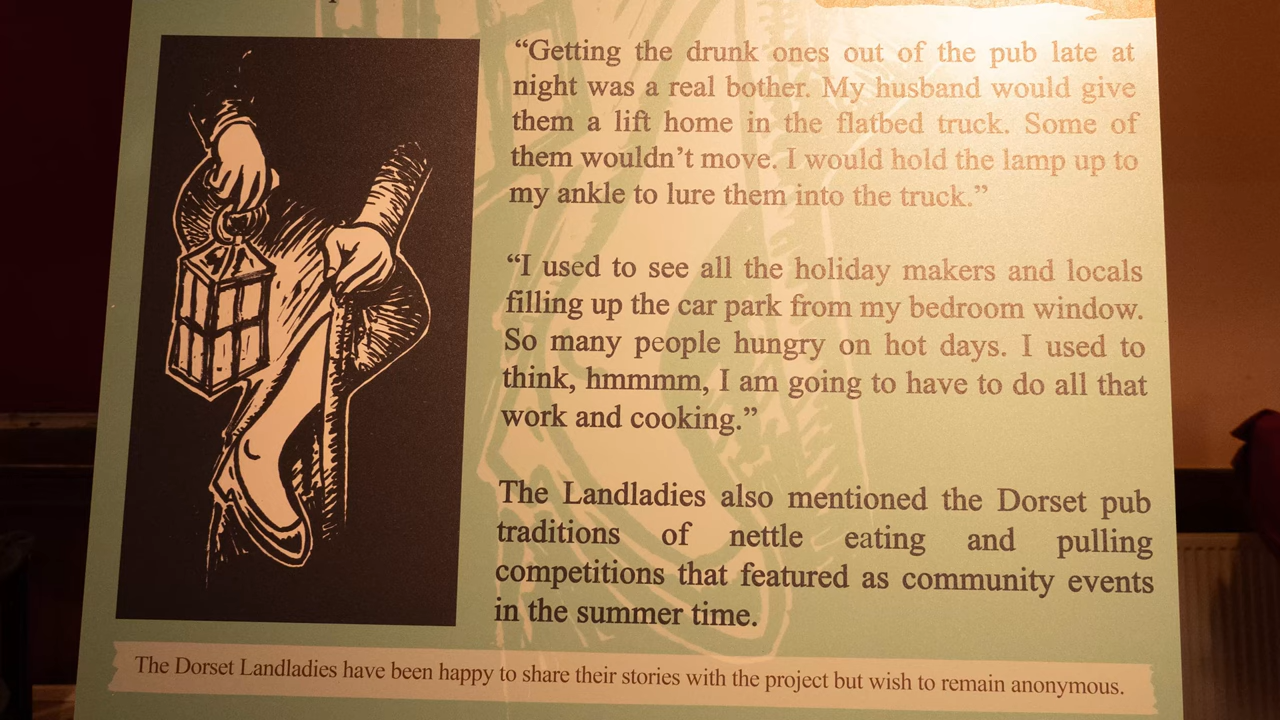 “Getting the drunk ones out of the pub late at
night was a real bother. My husband would give
them a lift home in the flatbed truck. Some of
them wouldn’t move. I would hold the lamp up to
my ankle to lure them into the truck.”
“I used to see all the holiday makers and locals
filling up the car park from my bedroom window.
So many people hungry on hot days. I used to
think, hmmmm, I am going to have to do all that
work and cooking.”
The Landladies also mentioned the Dorset pub
traditions of nettle eating and pulling
competitions that featured as community events
in the summer time.
The Dorset Landladies have been happy to share their stories with the project but wish to remain anonymous.